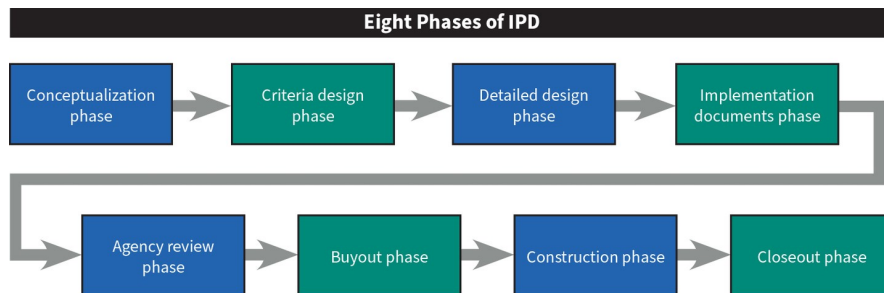 Eight Phases of IPD
Conceptualization
phase
Criteria design
phase
Detailed design
phase
Implementation
documents phase
Agency review
phase
Buyout phase
Construction phase
Closeout phase